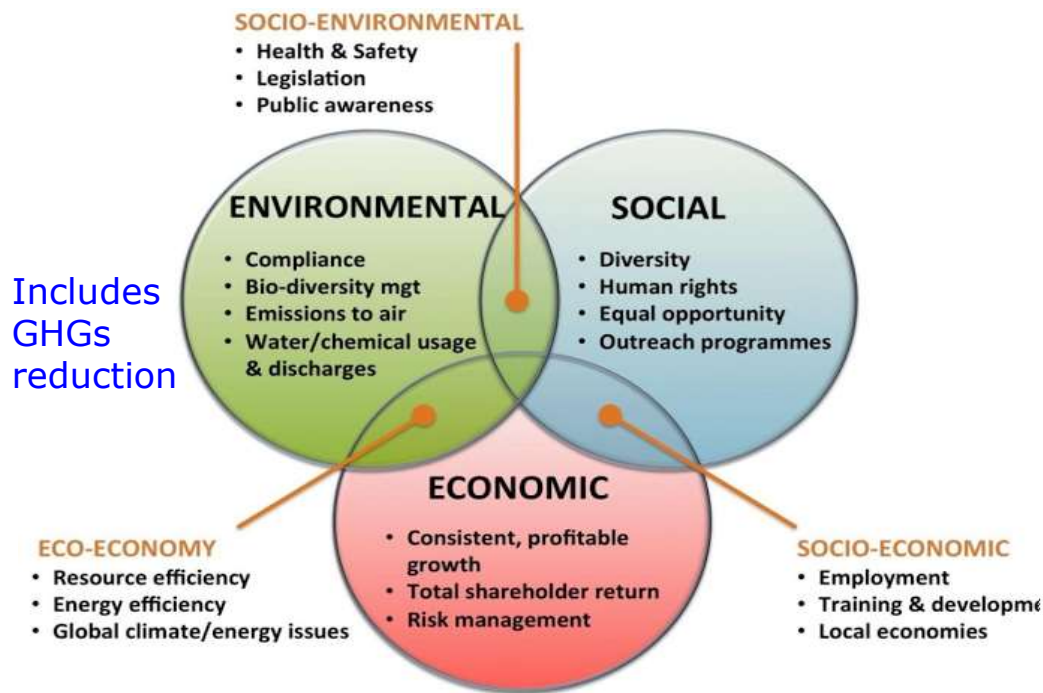 SOCIO-ENVIRONMENTAL
• Health & Safety
• Legislation
• Public awareness
ENVIRONMENTAL
• Compliance
• Bio-diversity mgt
• Emissions to air
• Water/chemical usage
& discharges
SOCIAL
• Diversity
• Human rights
• Equal opportunity
• Outreach programmes
Includes
GHGs
reduction
ECONOMIC
• Consistent, profitable
growth
• Total shareholder return
• Risk management
ECO-ECONOMY
• Resource efficiency
• Energy efficiency
• Global climate/energy issues
SOCIO-ECONOMIC
• Employment
• Training & developme
• Local economies